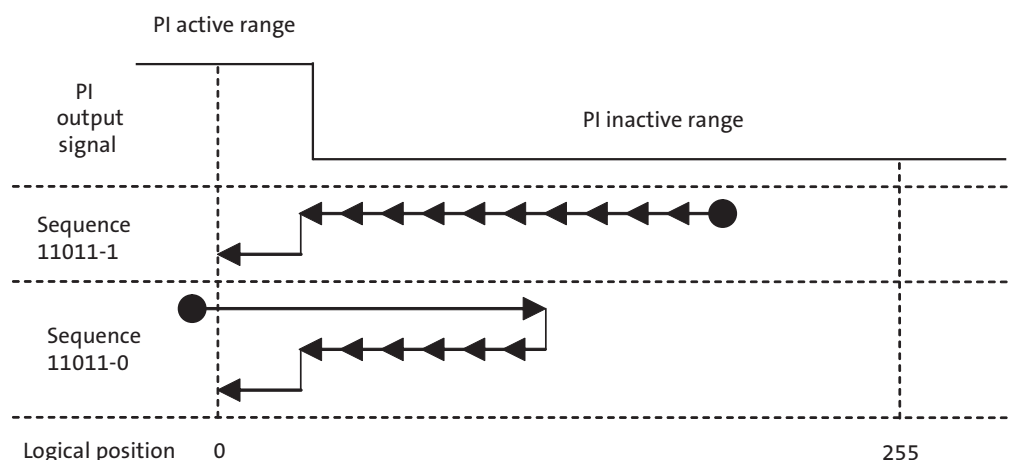 PI active range
PI
output
signal
PI inactive range
Sequence
11011-1
Sequence
11011-0
Logical position 0 255